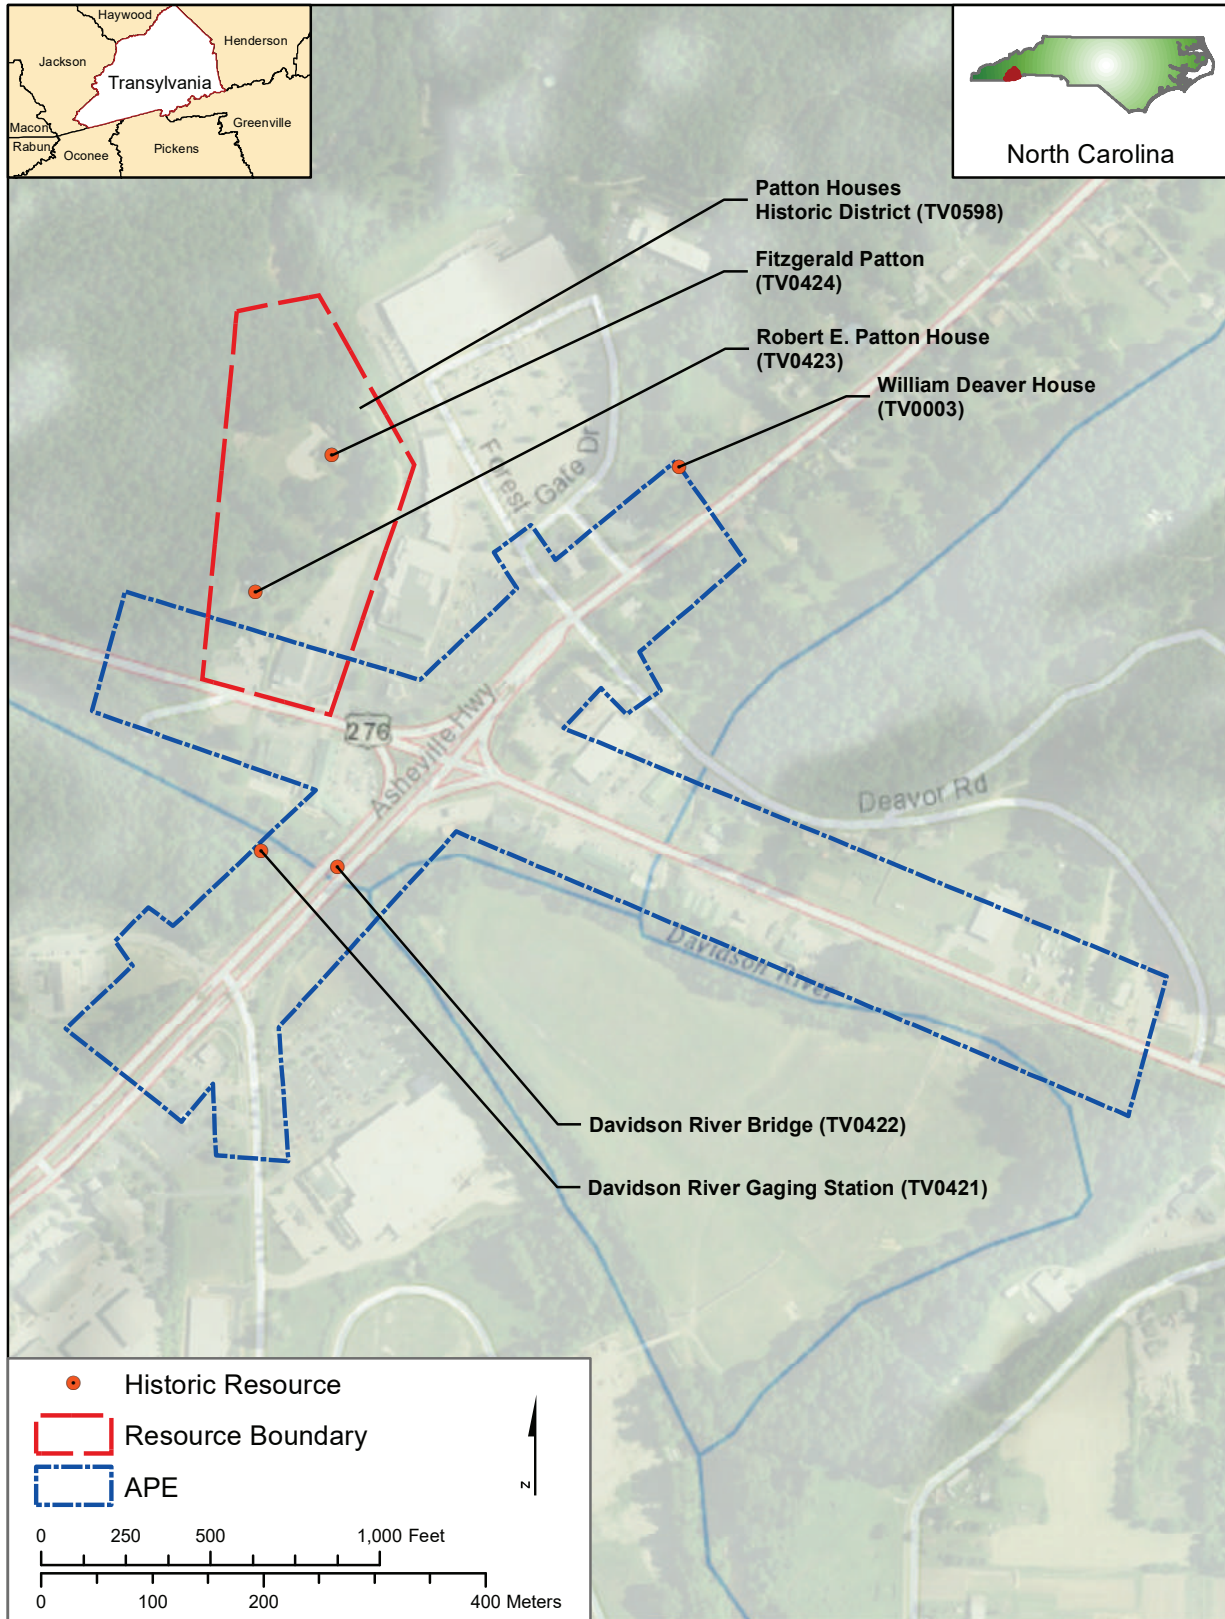 Haywood
Henderson
Jackson
Transylvania
Macon
Greenville
Rabun
Oconee
Pickens
North Carolina
Patton Houses
Historic District (TV0598)
Fitzgerald Patton
(TV0424)
Robert E. Patton House
(TV0423)
William Deaver House
(TV0003)
Forest
Gate Dr
276
Asheville Hwy
Deavor Rd
Davidson River
Davidson River Bridge (TV0422)
Davidson River Gaging Station (TV0421)
Historic Resource
Resource Boundary
APE
N
0 250 500 1,000 Feet
0 100 200 400 Meters